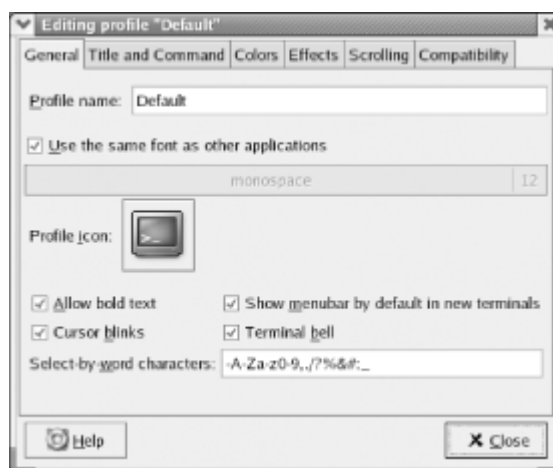 Editing profile "Default"
General Title and Command Colors Effects Scrolling Compatibility
Profile name: Default
Use the same font as other applications
monospace 12
Profile icon: >_
Allow bold text Show menubar by default in new terminals
Cursor blinks Terminal bell
Select-by-word characters: -A-Za-z0-9,./?%&#:_
Help Close